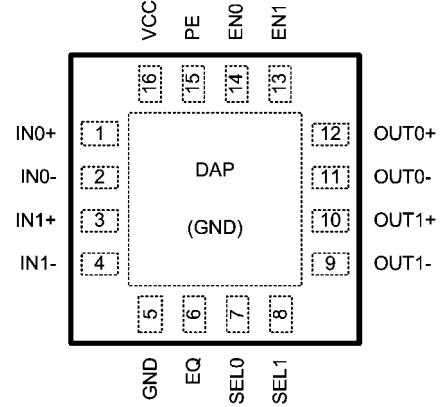 VCC PE EN0 EN1
16 15 14 13
IN0+ 1 12 OUT0+
IN0- 2 DAP 11 OUT0-
IN1+ 3 (GND) 10 OUT1+
IN1- 4 9 OUT1-
5 6 7 8
GND EQ SEL0 SEL1